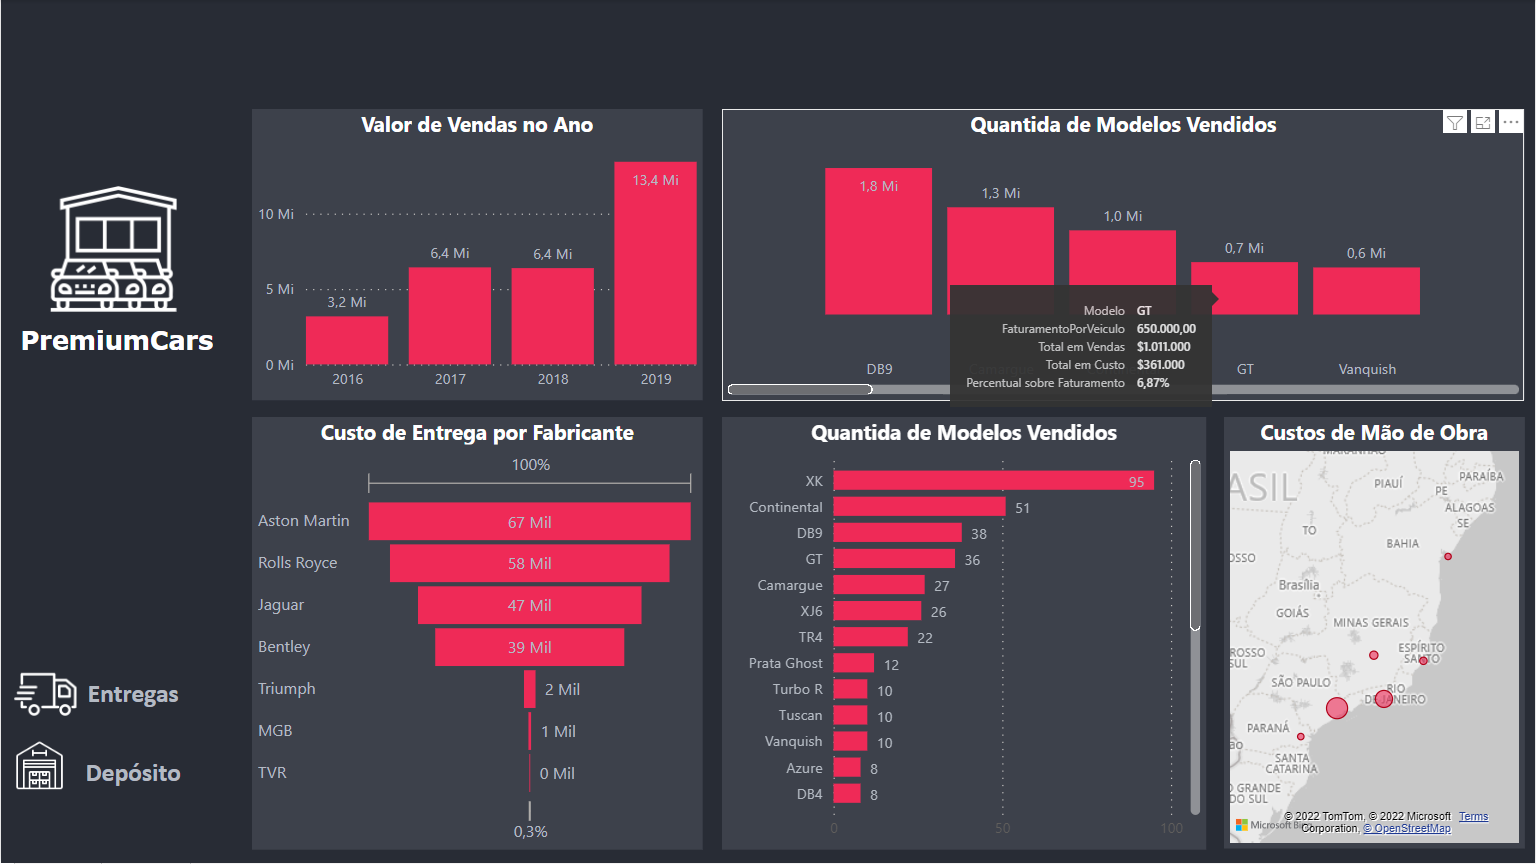 PremiumCars
Entregas
Depósito
Valor de Vendas no Ano
10 Mi
5 Mi
0 Mi
3,2 Mi
6,4 Mi
6,4 Mi
13,4 Mi
2016
2017
2018
2019
Quantida de Modelos Vendidos
1,8 Mi
1,3 Mi
1,0 Mi
0,7 Mi
0,6 Mi
Modelo GT
FaturamentoPorVeiculo 650.000,00
Total em Vendas $1.011.000
Total em Custo $361.000
Percentual sobre Faturamento 6,87%
DB9
GT
Vanquish
Custo de Entrega por Fabricante
100%
Aston Martin 67 Mil
Rolls Royce 58 Mil
Jaguar 47 Mil
Bentley 39 Mil
Triumph 2 Mil
MGB 1 Mil
TVR 0 Mil
0,3%
Quantida de Modelos Vendidos
XK 95
Continental 51
DB9 38
GT 36
Camargue 27
XJ6 26
TR4 22
Prata Ghost 12
Turbo R 10
Tuscan 10
Vanquish 10
Azure 8
DB4 8
0 50 100
Custos de Mão de Obra
MARANHÃO
ASIL
PIAUÍ
PARAÍBA
PE
ALAGOAS
SE
TO
BAHIA
OSSO
Brasília
GOIÁS
MINAS GERAIS
ROSSO
SUL
ESPÍRITO
SANTO
SÃO PAULO
RIO
DE JANEIRO
PARANÁ
ão
SANTA
CATARINA
O GRANDE
DO SUL
Microsoft Bing
© 2022 TomTom, © 2022 Microsoft Terms
Corporation, © OpenStreetMap